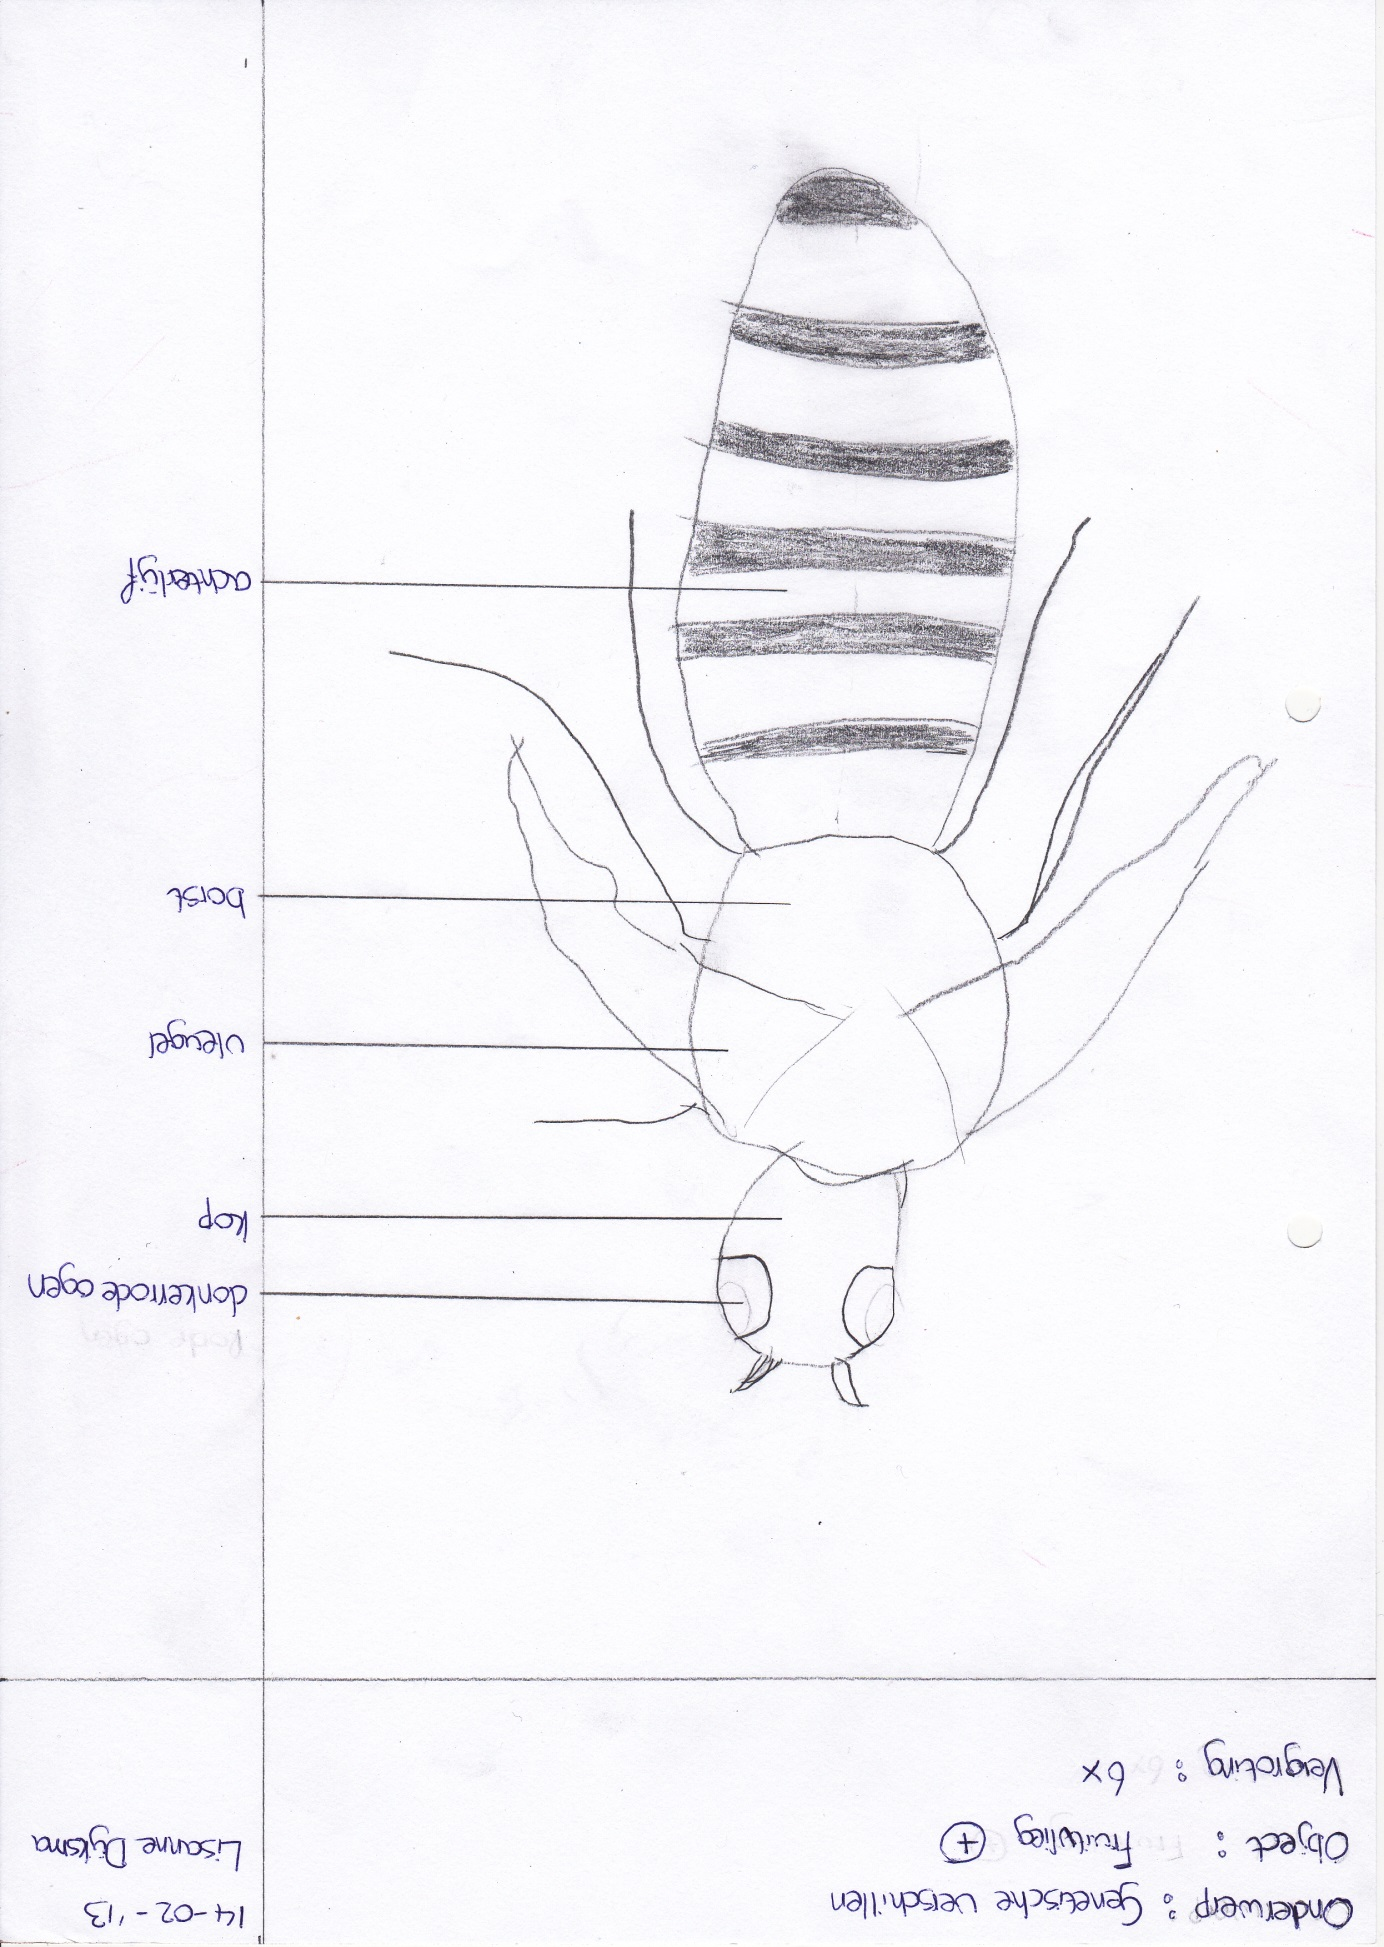 Onderwerp : Genetische verschillen
14-02-'13
Object : Fruitvlieg +
Lisanne Dijksma
Vergroting : 6x
donkerrode ogen
kop
vleugel
borst
achterlijf